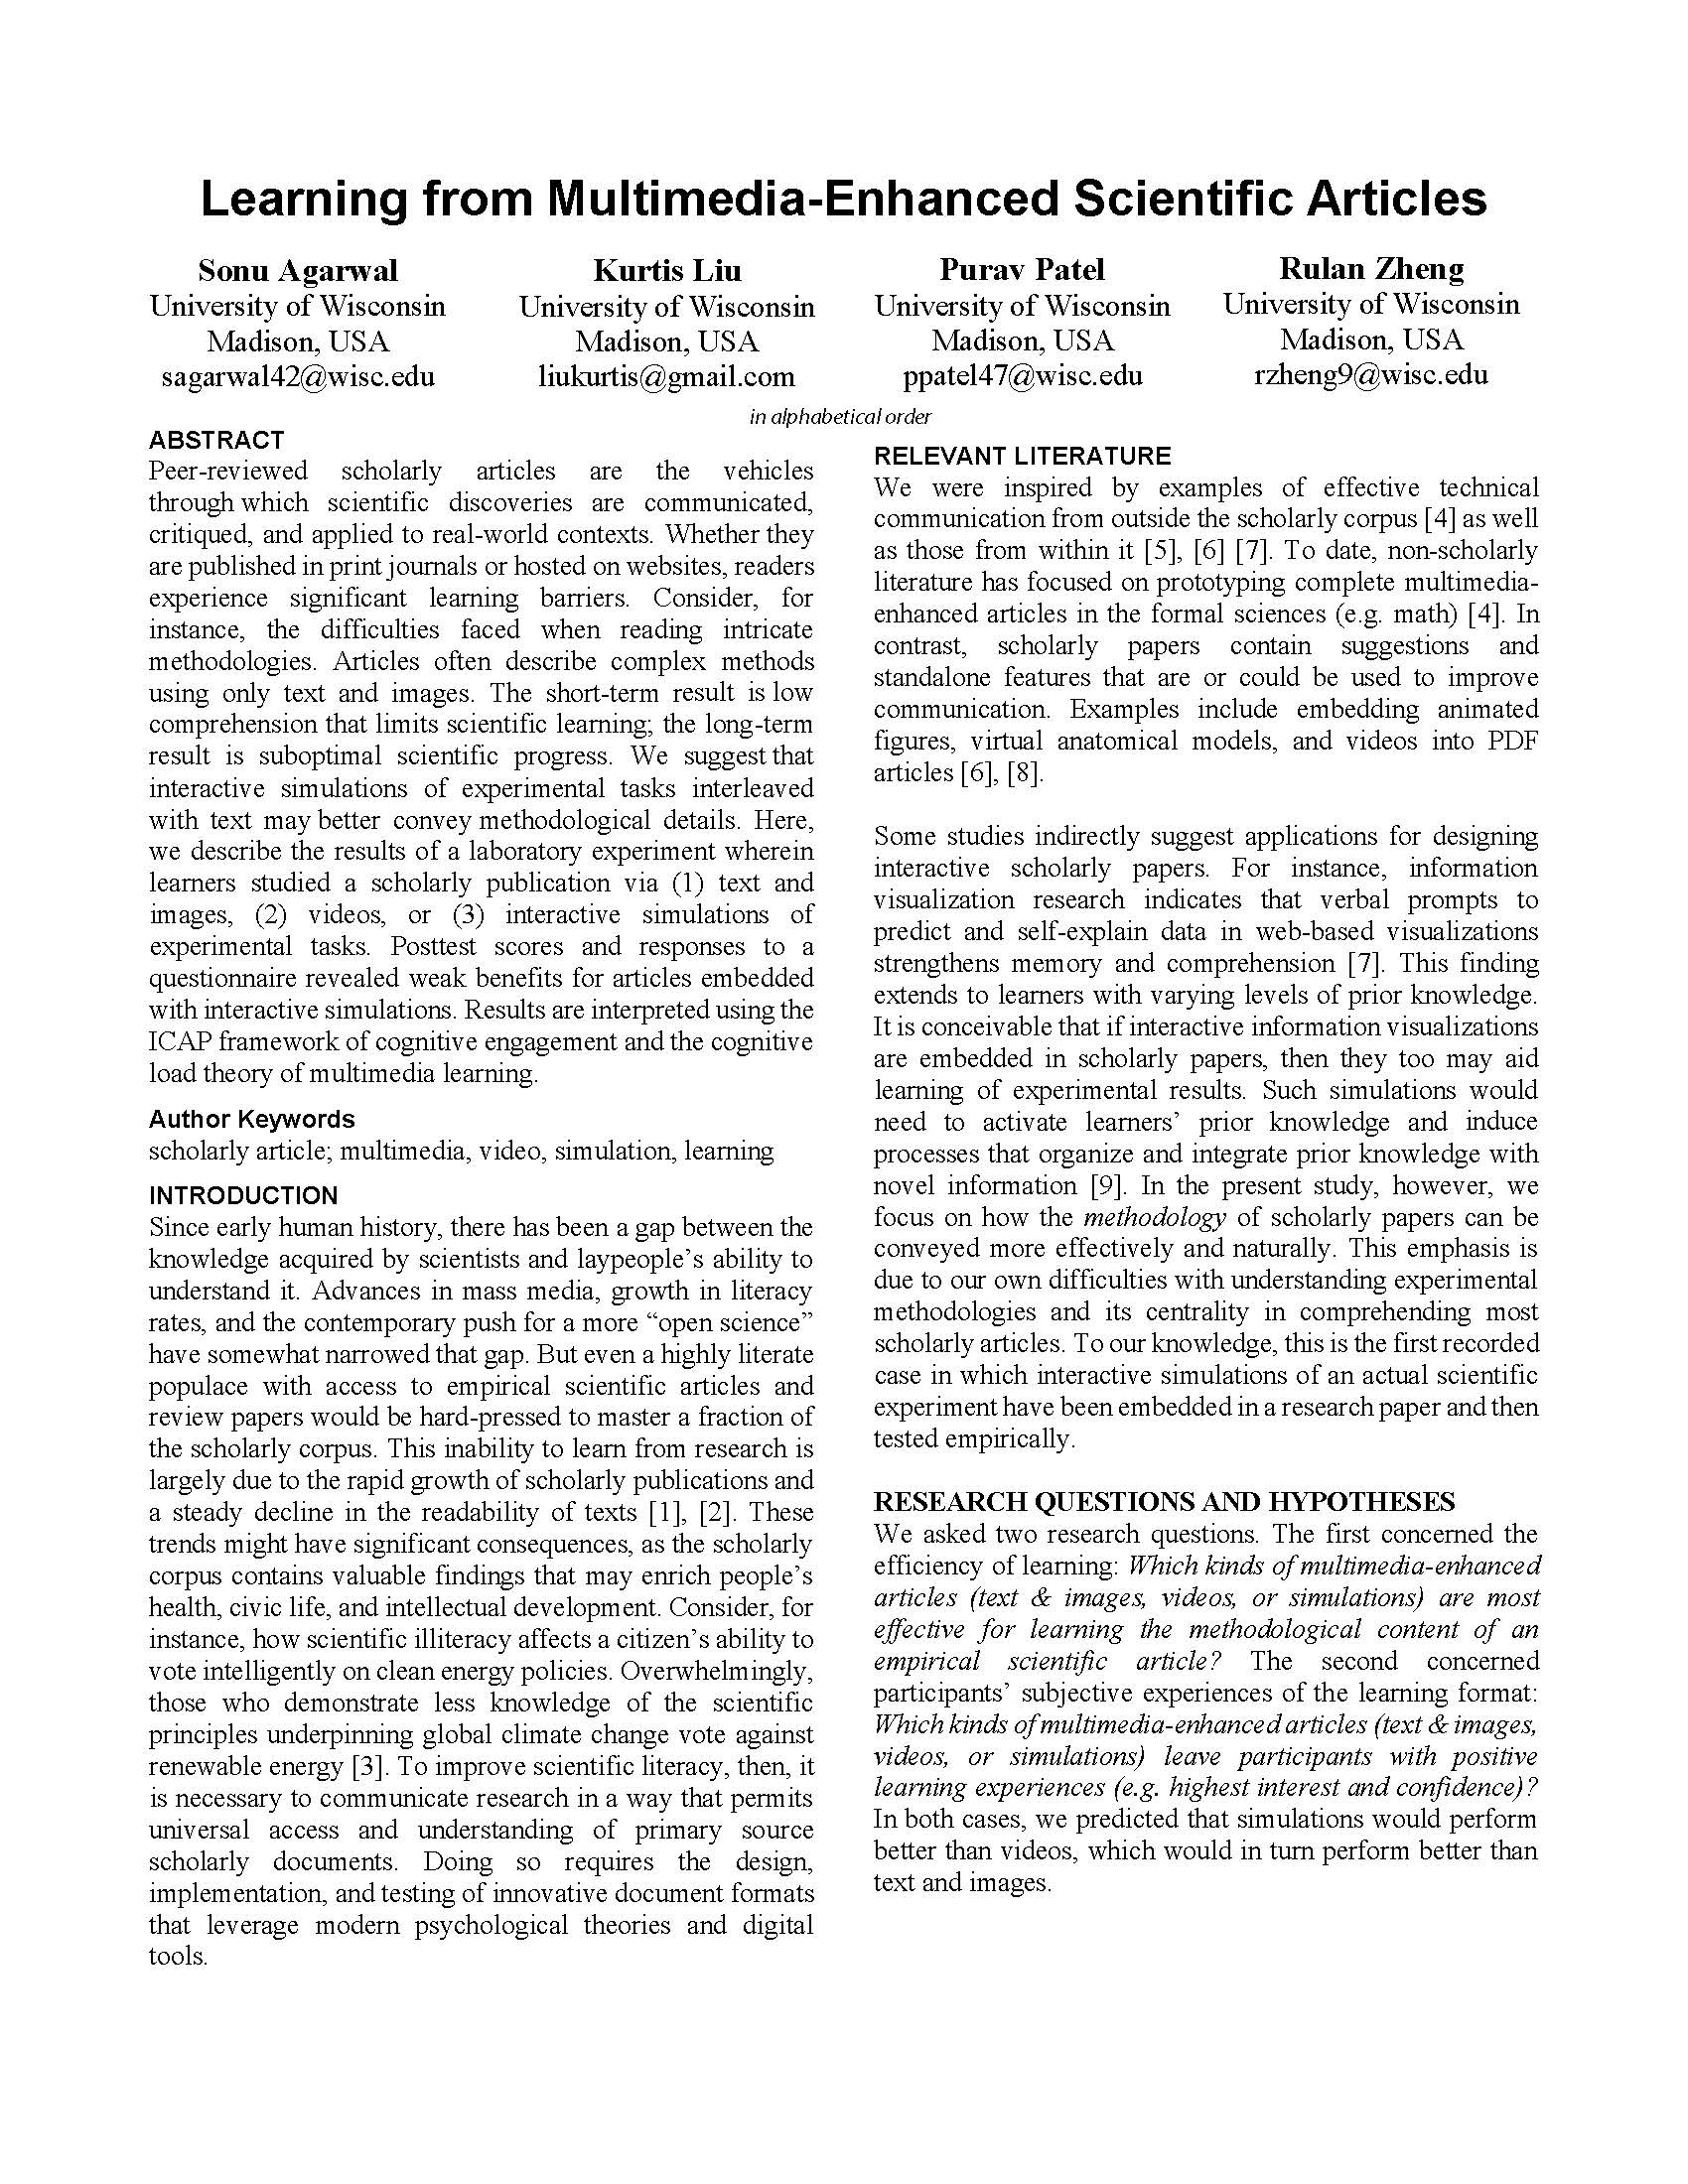 Learning from Multimedia-Enhanced Scientific Articles
Sonu Agarwal
University of Wisconsin
Madison, USA
sagarwal42@wisc.edu
Kurtis Liu
University of Wisconsin
Madison, USA
liukurtis@gmail.com
Purav Patel
University of Wisconsin
Madison, USA
ppatel47@wisc.edu
Rulan Zheng
University of Wisconsin
Madison, USA
rzheng9@wisc.edu
in alphabetical order
ABSTRACT
Peer-reviewed scholarly articles are the vehicles
through which scientific discoveries are communicated,
critiqued, and applied to real-world contexts. Whether they
are published in print journals or hosted on websites, readers
experience significant learning barriers. Consider, for
instance, the difficulties faced when reading intricate
methodologies. Articles often describe complex methods
using only text and images. The short-term result is low
comprehension that limits scientific learning; the long-term
result is suboptimal scientific progress. We suggest that
interactive simulations of experimental tasks interleaved
with text may better convey methodological details. Here,
we describe the results of a laboratory experiment wherein
learners studied a scholarly publication via (1) text and
images, (2) videos, or (3) interactive simulations of
experimental tasks. Posttest scores and responses to a
questionnaire revealed weak benefits for articles embedded
with interactive simulations. Results are interpreted using the
ICAP framework of cognitive engagement and the cognitive
load theory of multimedia learning.
Author Keywords
scholarly article; multimedia, video, simulation, learning
INTRODUCTION
Since early human history, there has been a gap between the
knowledge acquired by scientists and laypeople’s ability to
understand it. Advances in mass media, growth in literacy
rates, and the contemporary push for a more “open science”
have somewhat narrowed that gap. But even a highly literate
populace with access to empirical scientific articles and
review papers would be hard-pressed to master a fraction of
the scholarly corpus. This inability to learn from research is
largely due to the rapid growth of scholarly publications and
a steady decline in the readability of texts [1], [2]. These
trends might have significant consequences, as the scholarly
corpus contains valuable findings that may enrich people’s
health, civic life, and intellectual development. Consider, for
instance, how scientific illiteracy affects a citizen’s ability to
vote intelligently on clean energy policies. Overwhelmingly,
those who demonstrate less knowledge of the scientific
principles underpinning global climate change vote against
renewable energy [3]. To improve scientific literacy, then, it
is necessary to communicate research in a way that permits
universal access and understanding of primary source
scholarly documents. Doing so requires the design,
implementation, and testing of innovative document formats
that leverage modern psychological theories and digital
tools.
RELEVANT LITERATURE
We were inspired by examples of effective technical
communication from outside the scholarly corpus [4] as well
as those from within it [5], [6] [7]. To date, non-scholarly
literature has focused on prototyping complete multimedia-
enhanced articles in the formal sciences (e.g. math) [4]. In
contrast, scholarly papers contain suggestions and
standalone features that are or could be used to improve
communication. Examples include embedding animated
figures, virtual anatomical models, and videos into PDF
articles [6], [8].
Some studies indirectly suggest applications for designing
interactive scholarly papers. For instance, information
visualization research indicates that verbal prompts to
predict and self-explain data in web-based visualizations
strengthens memory and comprehension [7]. This finding
extends to learners with varying levels of prior knowledge.
It is conceivable that if interactive information visualizations
are embedded in scholarly papers, then they too may aid
learning of experimental results. Such simulations would
need to activate learners’ prior knowledge and induce
processes that organize and integrate prior knowledge with
novel information [9]. In the present study, however, we
focus on how the methodology of scholarly papers can be
conveyed more effectively and naturally. This emphasis is
due to our own difficulties with understanding experimental
methodologies and its centrality in comprehending most
scholarly articles. To our knowledge, this is the first recorded
case in which interactive simulations of an actual scientific
experiment have been embedded in a research paper and then
tested empirically.
RESEARCH QUESTIONS AND HYPOTHESES
We asked two research questions. The first concerned the
efficiency of learning: Which kinds of multimedia-enhanced
articles (text & images, videos, or simulations) are most
effective for learning the methodological content of an
empirical scientific article? The second concerned
participants’ subjective experiences of the learning format:
Which kinds of multimedia-enhanced articles (text & images,
videos, or simulations) leave participants with positive
learning experiences (e.g. highest interest and confidence)?
In both cases, we predicted that simulations would perform
better than videos, which would in turn perform better than
text and images.